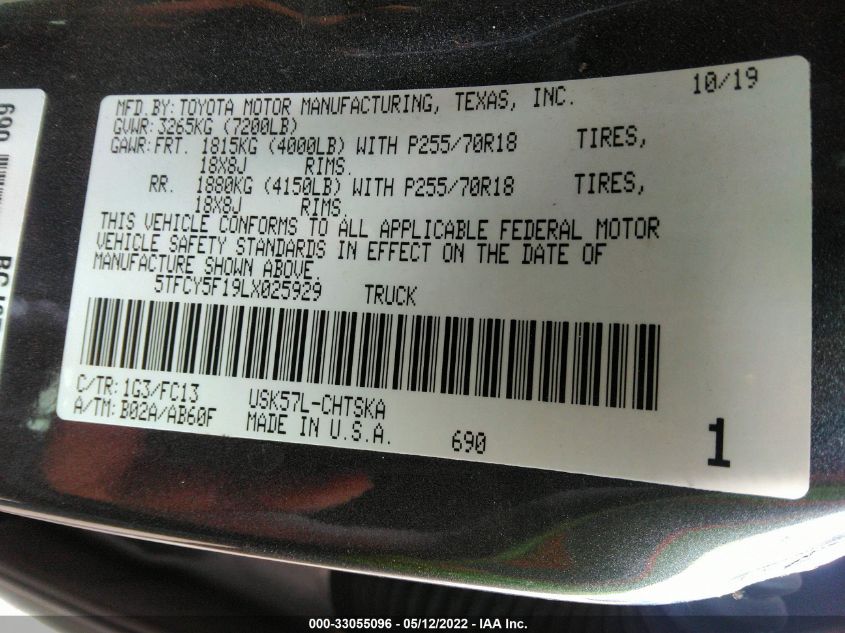 MFD.BY:TOYOTA MOTOR MANUFACTURING, TEXAS, INC. 10/19
GVWR:3265KG (7200LB)
GAWR:FRT. 1815KG (4000LB) WITH P255/70R18 TIRES,
18X8J RIMS.
RR. 1880KG (4150LB) WITH P255/70R18 TIRES,
18X8J RIMS.
THIS VEHICLE CONFORMS TO ALL APPLICABLE FEDERAL MOTOR
VEHICLE SAFETY STANDARDS IN EFFECT ON THE DATE OF
MANUFACTURE SHOWN ABOVE.
5TFCY5F19LX025929 TRUCK
C/TR:1G3/FC13 USK57L-CHTSKA
A/TM:B02A/AB60F MADE IN U.S.A. 690 1
690
000-33055096 - 05/12/2022 - IAA Inc.